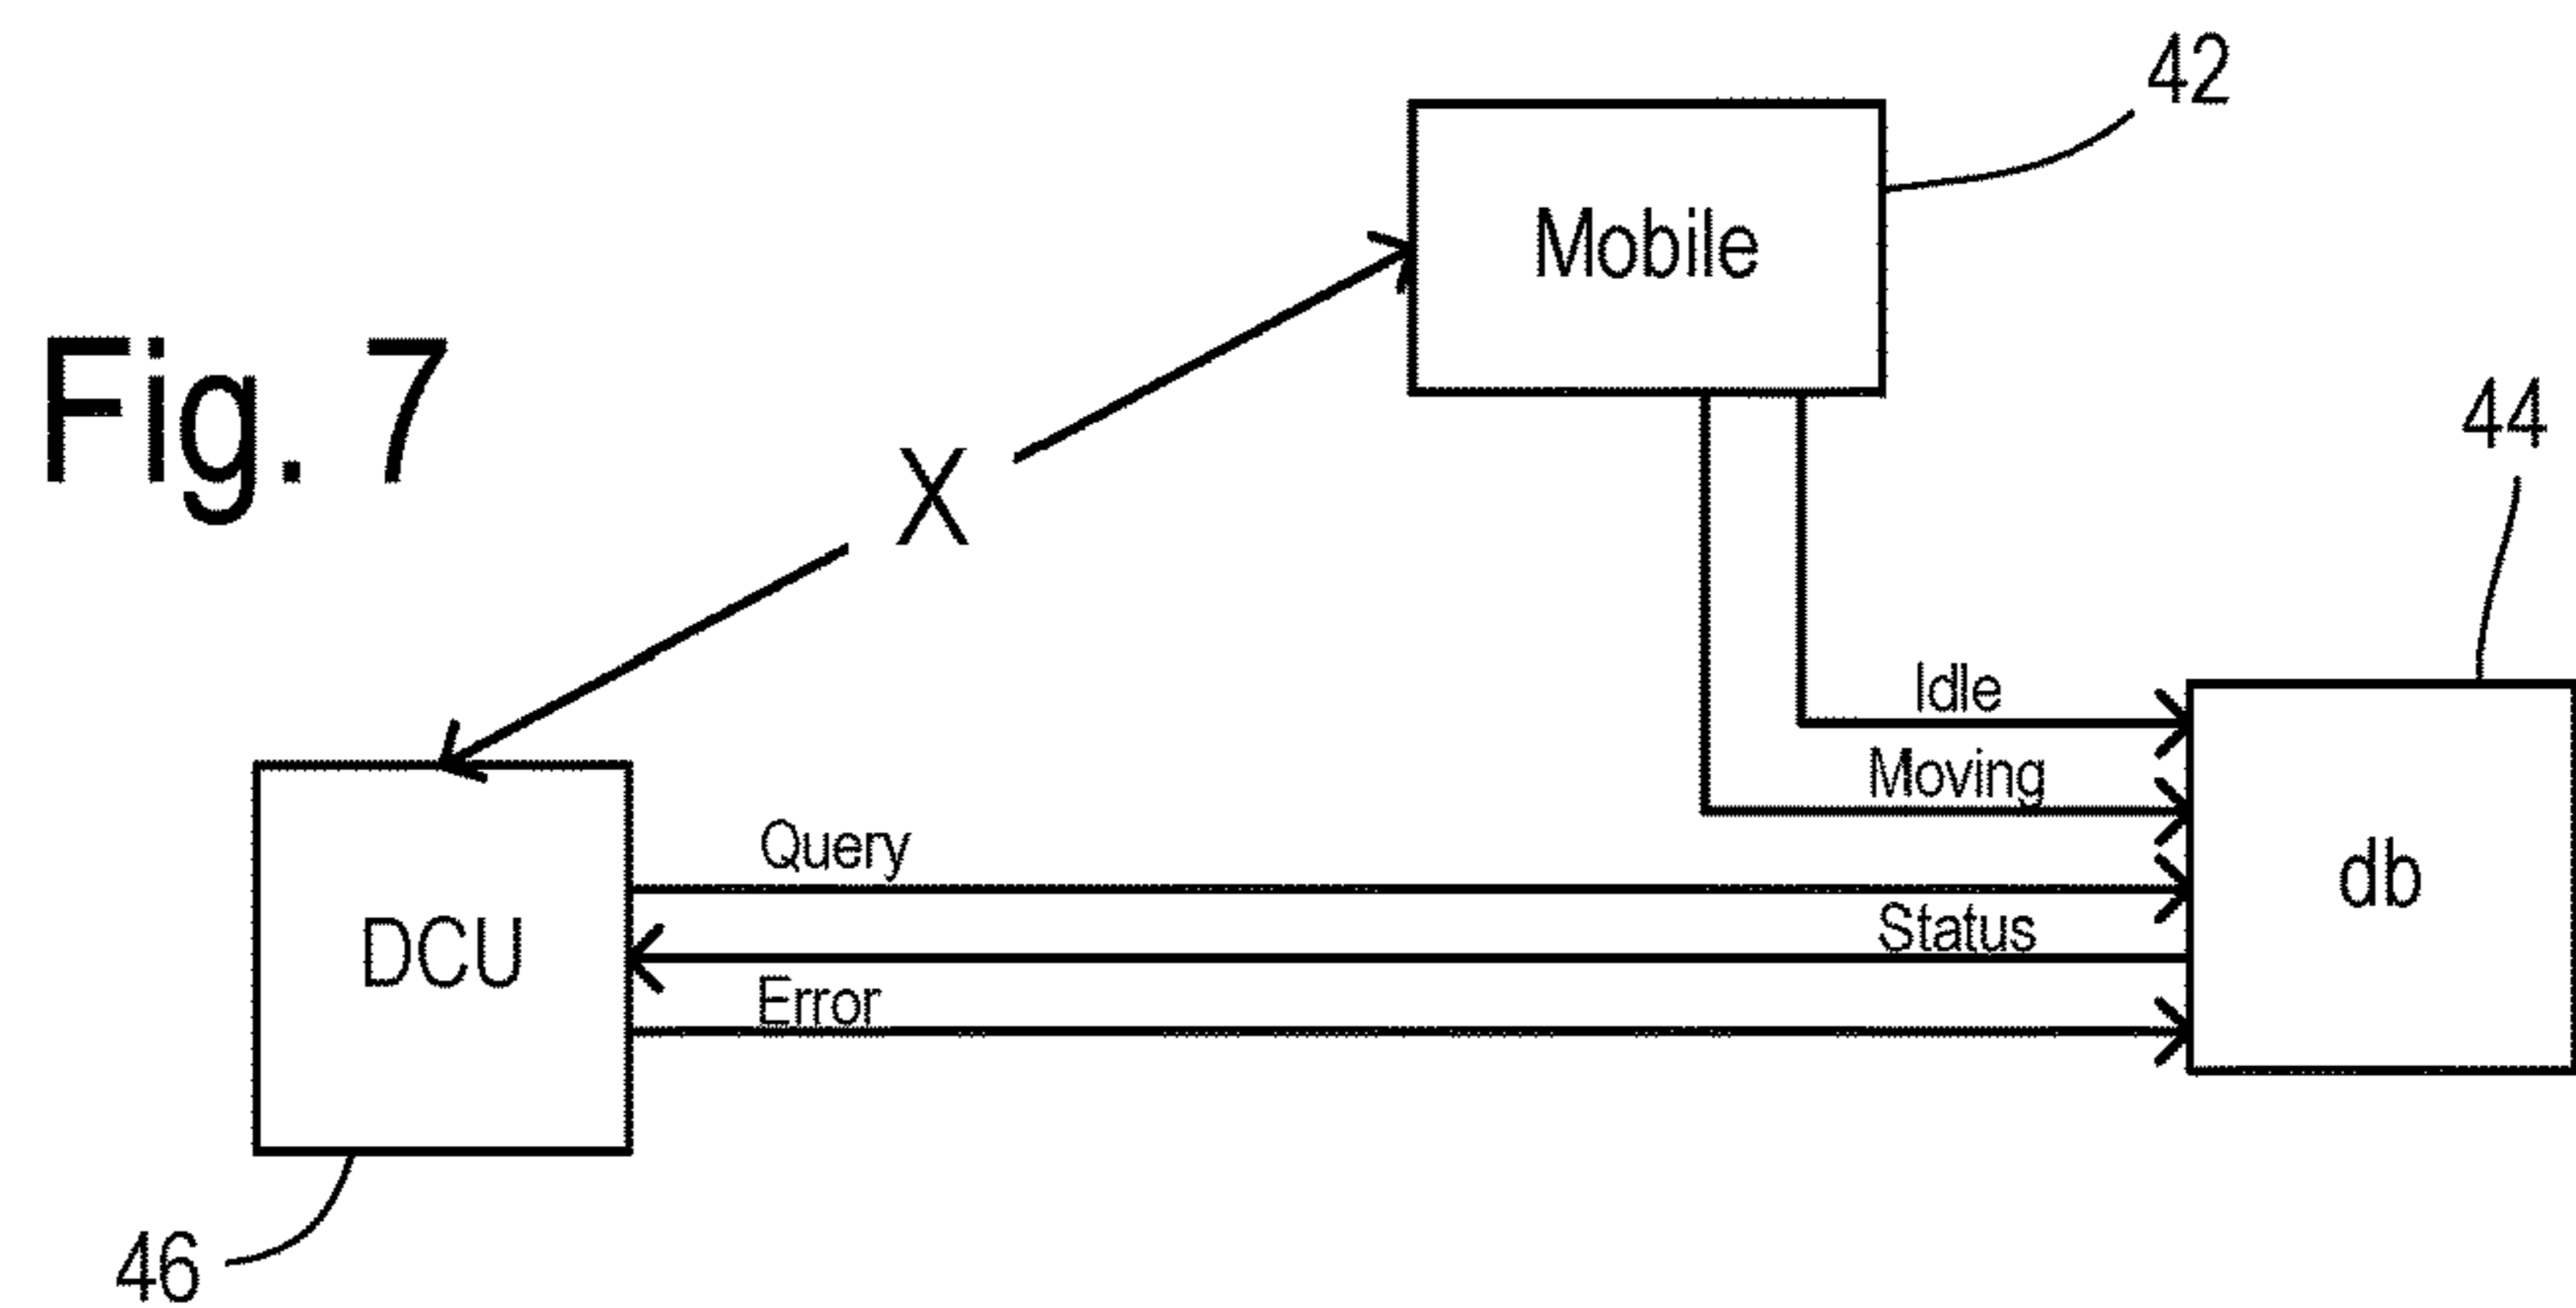 42
Mobile
Fig. 7
44
X
Idle
Moving
Query
db
Status
DCU
Error
46